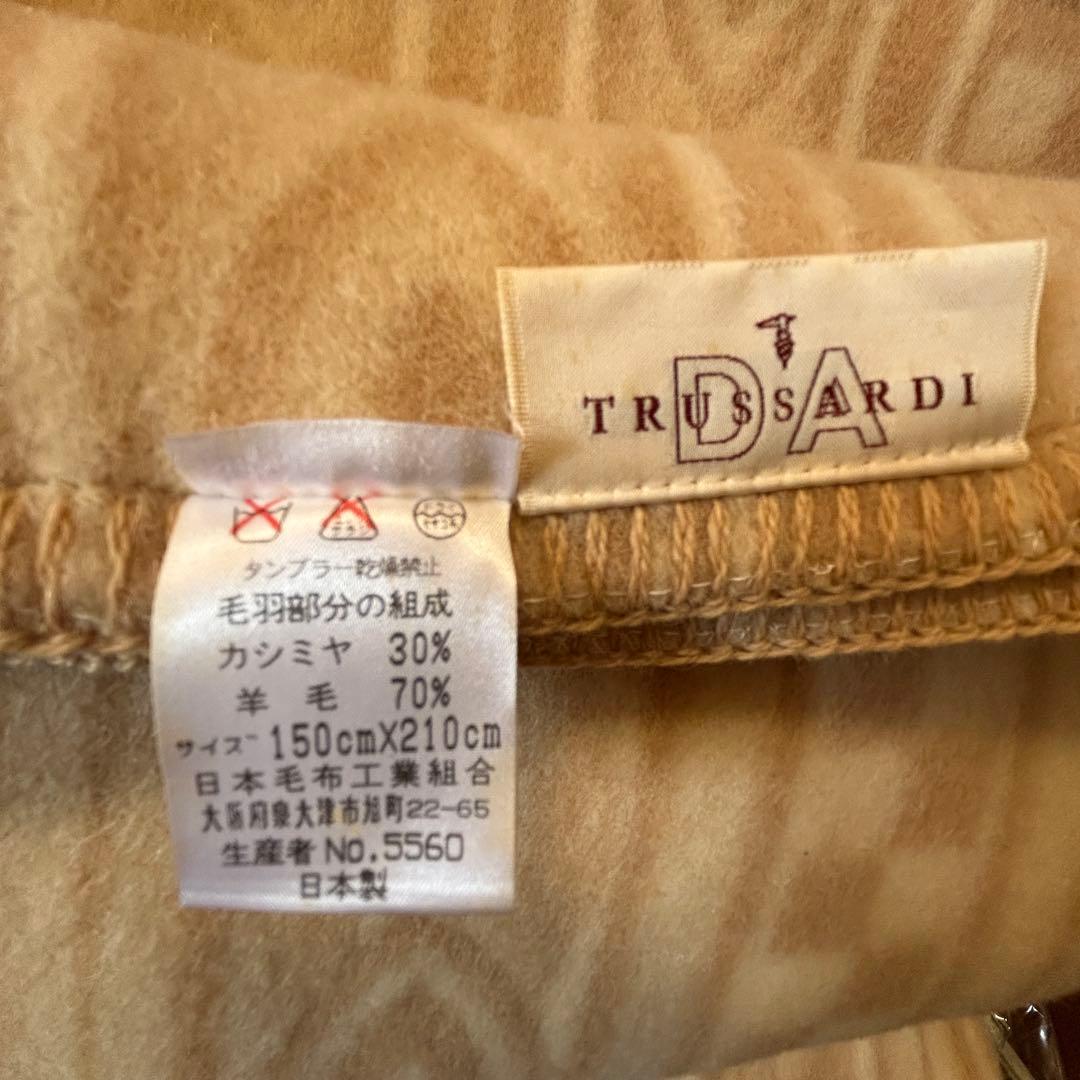 TRUSSARDI
DA
タンブラー乾燥禁止
毛羽部分の組成
カシミヤ 30%
羊毛 70%
サイズ 150cmX210cm
日本毛布工業組合
大阪府泉大津市旭町22-65
生産者 No.5560
日本製